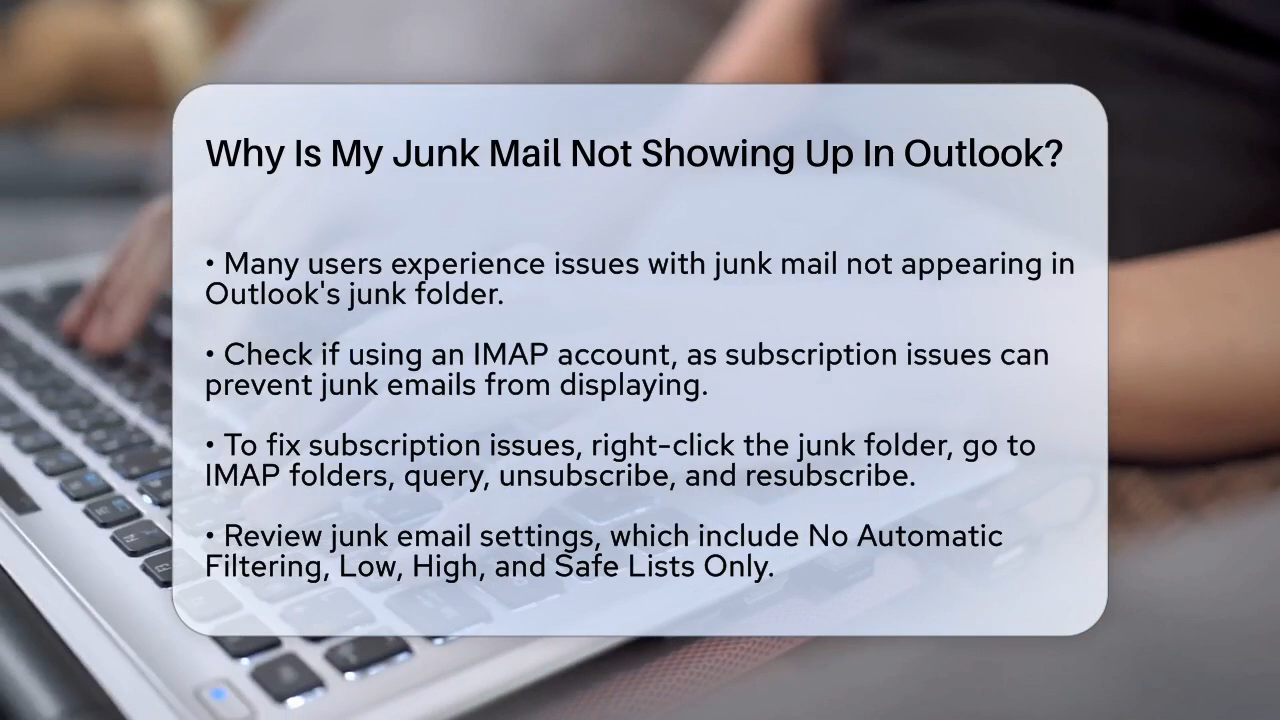 Why Is My Junk Mail Not Showing Up In Outlook?
• Many users experience issues with junk mail not appearing in
Outlook's junk folder.
• Check if using an IMAP account, as subscription issues can
prevent junk emails from displaying.
• To fix subscription issues, right-click the junk folder, go to
IMAP folders, query, unsubscribe, and resubscribe.
• Review junk email settings, which include No Automatic
Filtering, Low, High, and Safe Lists Only.